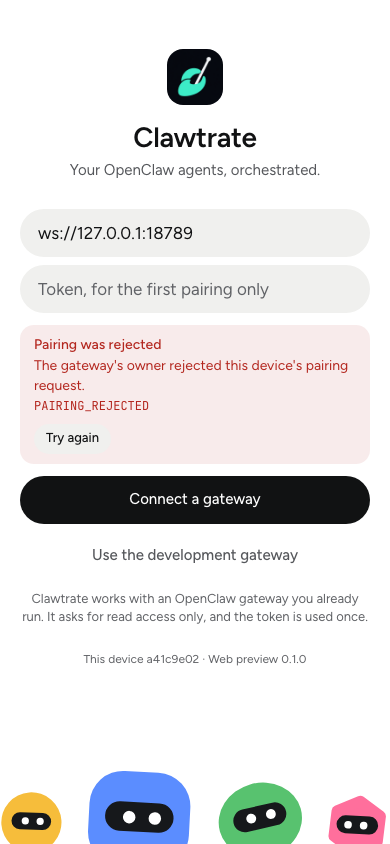 Clawtrate
Your OpenClaw agents, orchestrated.
ws://127.0.0.1:18789
Token, for the first pairing only
Pairing was rejected
The gateway's owner rejected this device's pairing
request.
PAIRING_REJECTED
Try again
Connect a gateway
Use the development gateway
Clawtrate works with an OpenClaw gateway you already
run. It asks for read access only, and the token is used once.
This device a41c9e02 · Web preview 0.1.0